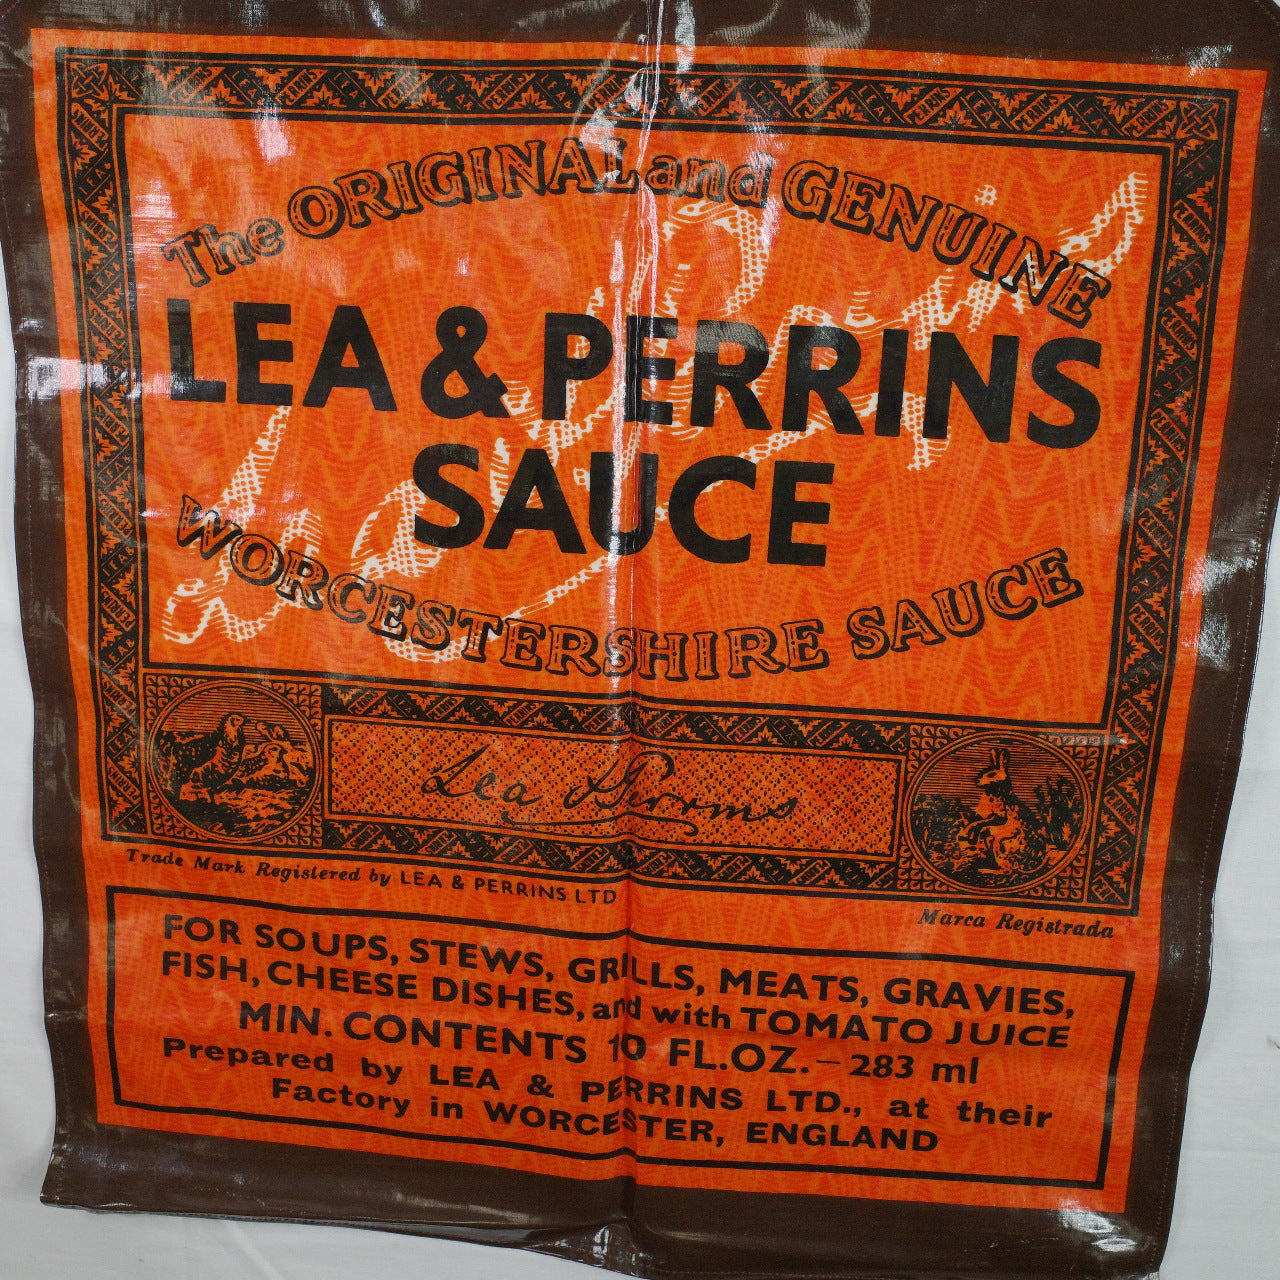 The ORIGINAL and GENUINE
LEA & PERRINS
SAUCE
WORCESTERSHIRE SAUCE
Lea & Perrins
Trade Mark Registered by LEA & PERRINS LTD
Marca Registrada
FOR SOUPS, STEWS, GRILLS, MEATS, GRAVIES,
FISH, CHEESE DISHES, and with TOMATO JUICE
MIN. CONTENTS 10 FL.OZ. – 283 ml
Prepared by LEA & PERRINS LTD., at their
Factory in WORCESTER, ENGLAND